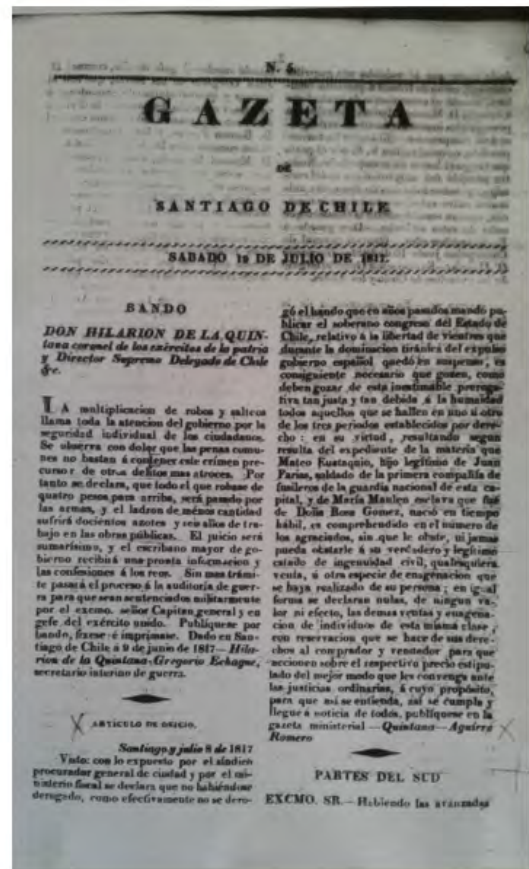 N. 5.
GAZETA
DE
SANTIAGO DE CHILE
SABADO 12 DE JULIO DE 1817.
BANDO
DON HILARION DE LA QUIN-
tana coronel de los exércitos de la patria
y Director Supremo Delegado de Chile
&c.
LA multiplicacion de robos y salteos
llama toda la atencion del gobierno por la
seguridad individual de los ciudadanos.
Se observa con dolor que las penas comu-
nes no bastan á contener este crimen pre-
cursor de otros delitos mas atroces. Por
tanto se declara, que todo el que robase de
quatro pesos para arriba, será pasado por
las armas, y el ladron de ménos cantidad
sufrirá docientos azotes y seis años de tra-
bajo en las obras públicas. El juicio será
sumarísimo, y el escribano mayor de go-
bierno recibirá una pronta informacion y
las confesiones á los reos. Sin mas trámi-
te pasará el proceso á la auditoría de guer-
ra para que sean sentenciados militarmente
por el exmo. señor Capitan general y en
gefe del exército unido. Publíquese por
bando, fixese é imprimase. Dado en San-
tiago de Chile á 9 de junio de 1817—Hila-
rion de la Quintana-Gregorio Echague,
secretario interino de guerra.
ARTICULO DE OFICIO.
Santiago y julio 8 de 1817
Visto: con lo expuesto por el síndico
procurador general de ciudad y por el mi-
nisterio fiscal se declara que no habiéndose
derogado, como efectivamente no se dero-
gó el bando que en años pasados mandó pu-
blicar el soberano congreso del Estado de
Chile, relativo á la libertad de vientres que
durante la dominacion tiránica del expulso
gobierno español quedó en suspenso, es
consiguiente necesario que gozen, como
deben gozar de esta inestimable preroga-
tiva tan justa y tan debida á la humanidad
todos aquellos que se hallen en uno ú otro
de los tres periodos establecidos por dere-
cho: en su virtud, resultando segun
resulta del expediente de la materia que
Mateo Eustaquio, hijo legítimo de Juan
Farias, soldado de la primera compañía de
fusileros de la guardia nacional de esta ca-
pital, y de María Maulen esclava que fué
de Doña Rosa Gomez, nació en tiempo
hábil, es comprehendido en el número de
los agraciados, sin que le obste, ni jamas
pueda obstarle á su verdadero y legítimo
estado de ingenuidad civil, qualesquiera
venta, ú otra especie de enagenacion que
se haya realizado de su persona; en igual
forma se declaran nulas, de ningun va-
lor ni efecto, las demas ventas y enagena-
cion de individuos de esta misma clase,
con reservacion que se hace de sus dere-
chos al comprador y vendedor para que
accionen sobre el respectivo precio estipu-
lado del mejor modo que les convenga ante
las justicias ordinarias, á cuyo propósito,
para que así se entienda, así se cumpla y
llegue á noticia de todos, publíquese en la
gazeta ministerial—Quintana—Aguirre
Romero
PARTES DEL SUD
EXCMO. SR.—Habiendo las avanzadas